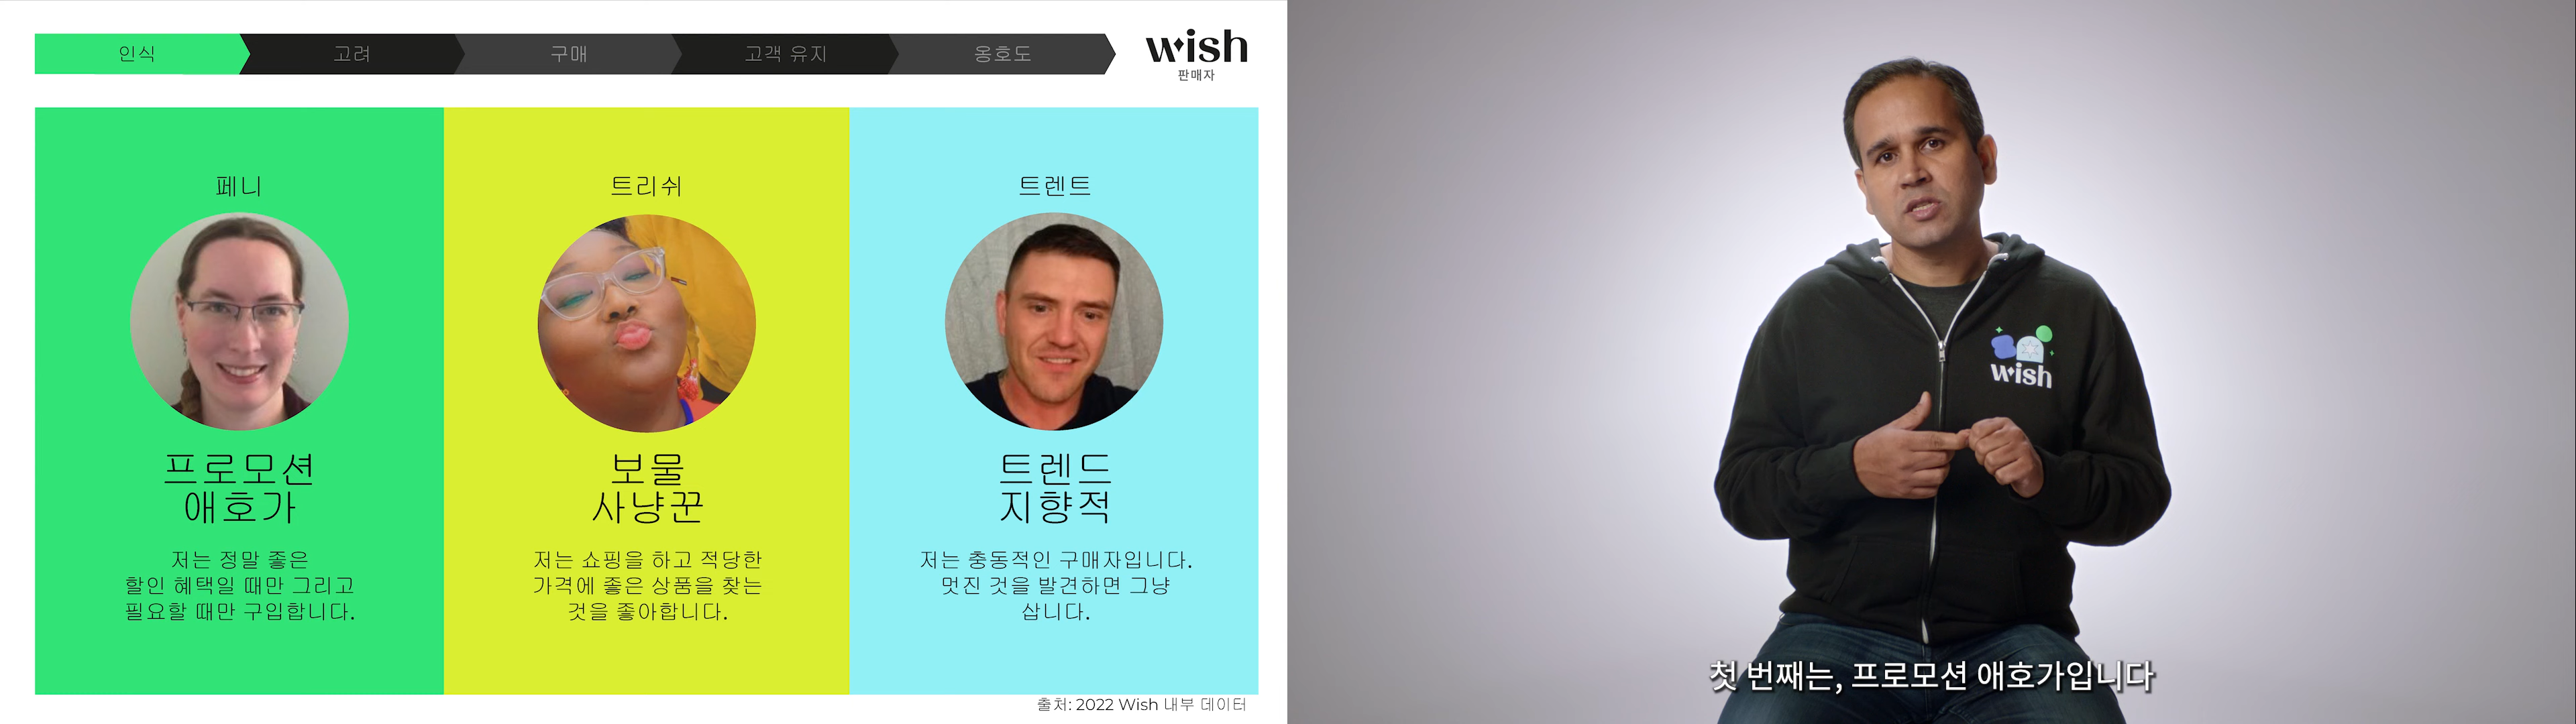 인식
고려
구매
고객 유지
옹호도
wish
판매자
페니
프로모션
애호가
저는 정말 좋은
할인 혜택일 때만 그리고
필요할 때만 구입합니다.
트리쉬
보물
사냥꾼
저는 쇼핑을 하고 적당한
가격에 좋은 상품을 찾는
것을 좋아합니다.
트렌트
트렌드
지향적
저는 충동적인 구매자입니다.
멋진 것을 발견하면 그냥
삽니다.
출처: 2022 Wish 내부 데이터
wish
첫 번째는, 프로모션 애호가입니다